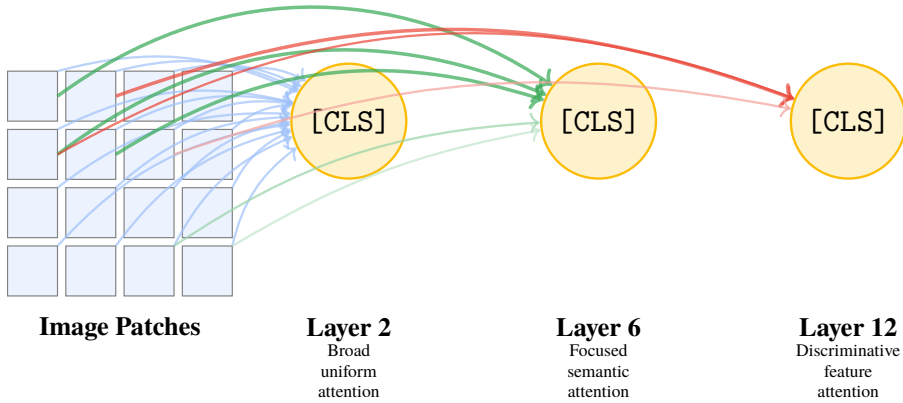 [CLS]
[CLS]
[CLS]
Image Patches
Layer 2
Broad
uniform
attention
Layer 6
Focused
semantic
attention
Layer 12
Discriminative
feature
attention